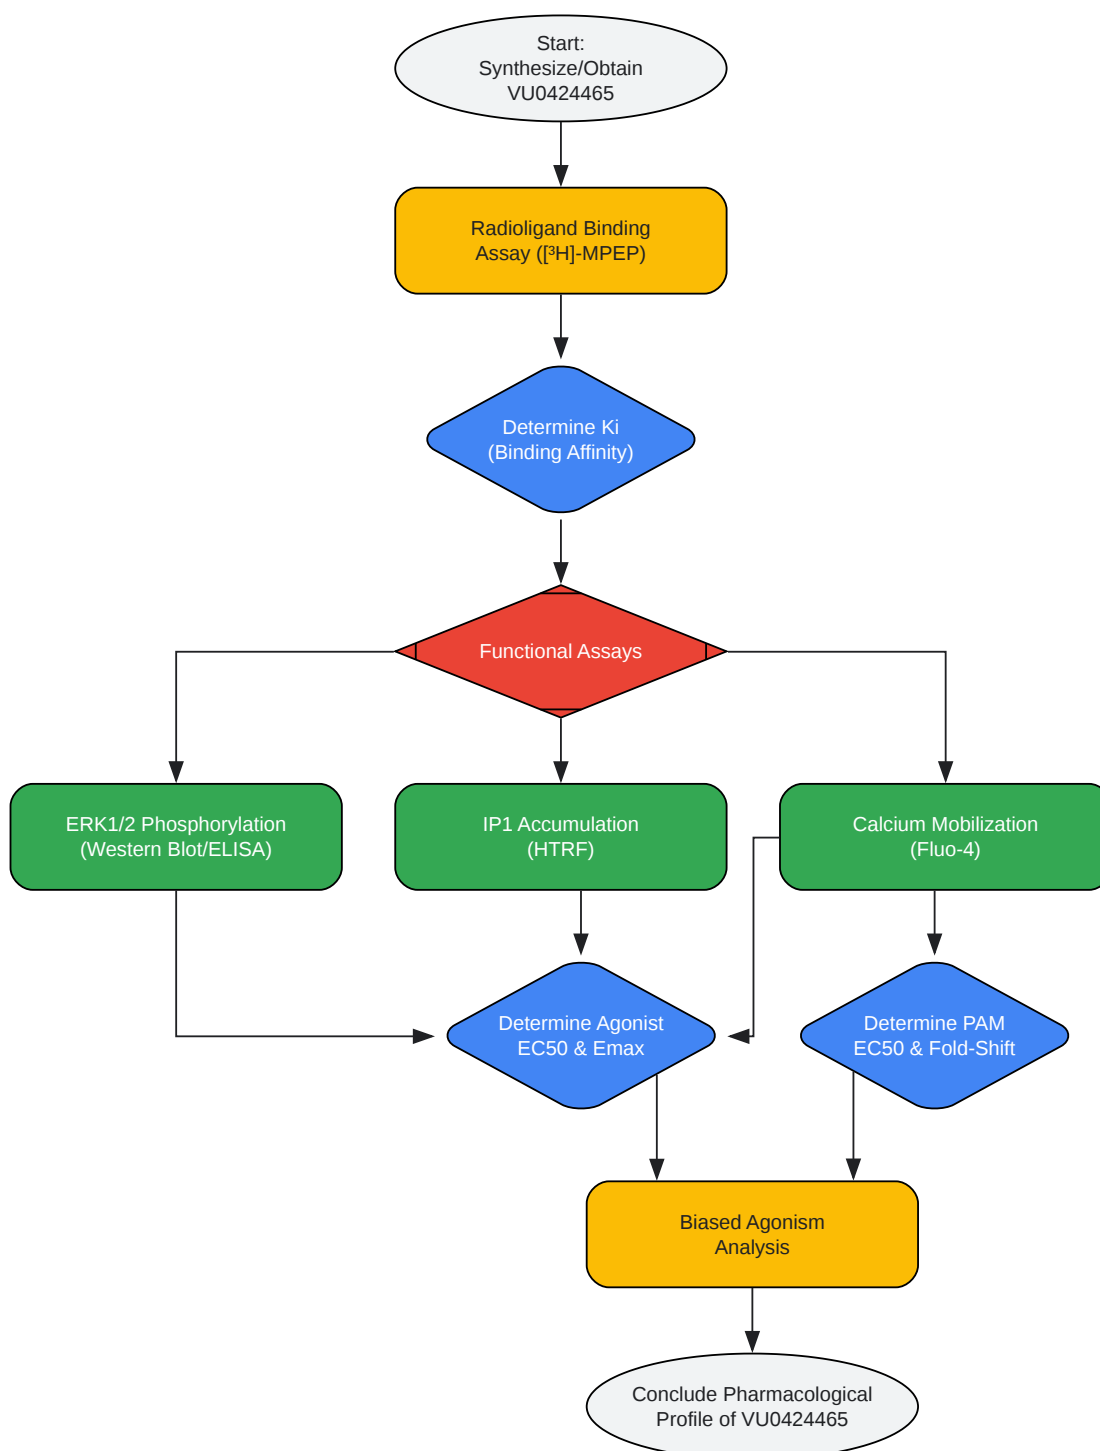 Start:
Synthesize/Obtain
VU0424465
Radioligand Binding
Assay ([³H]-MPEP)
Determine Ki
(Binding Affinity)
Functional Assays
ERK1/2 Phosphorylation
(Western Blot/ELISA)
IP1 Accumulation
(HTRF)
Calcium Mobilization
(Fluo-4)
Determine Agonist
EC50 & Emax
Determine PAM
EC50 & Fold-Shift
Biased Agonism
Analysis
Conclude Pharmacological
Profile of VU0424465